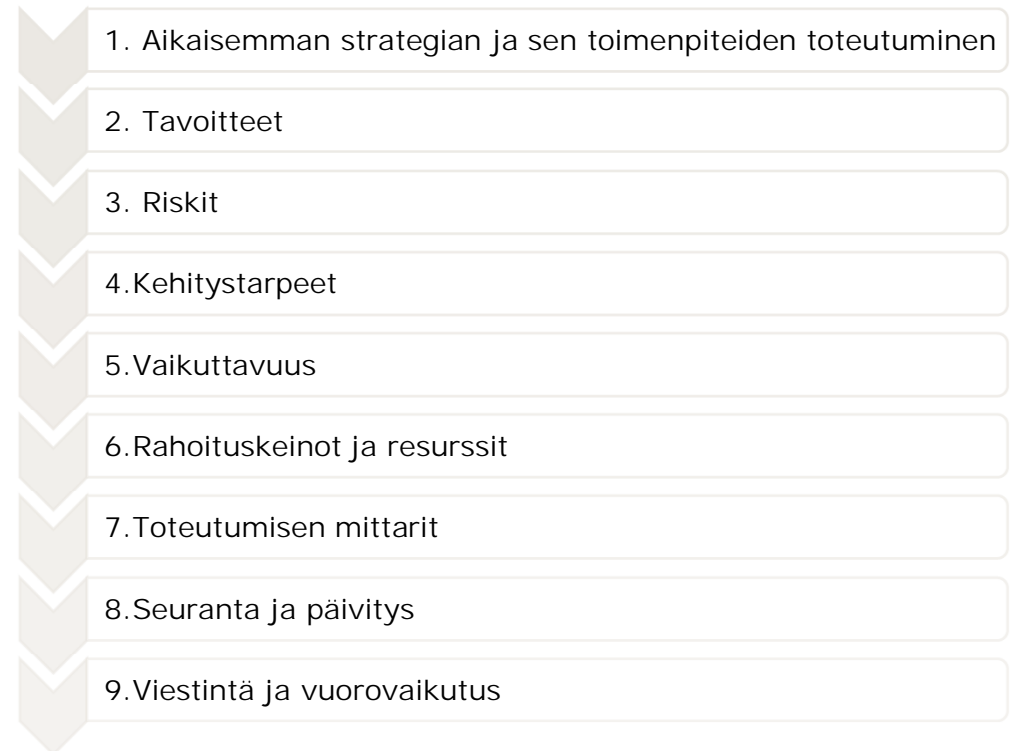 1. Aikaisemman strategian ja sen toimenpiteiden toteutuminen
2. Tavoitteet
3. Riskit
4.Kehitystarpeet
5.Vaikuttavuus
6.Rahoituskeinot ja resurssit
7.Toteutumisen mittarit
8.Seuranta ja päivitys
9.Viestintä ja vuorovaikutus